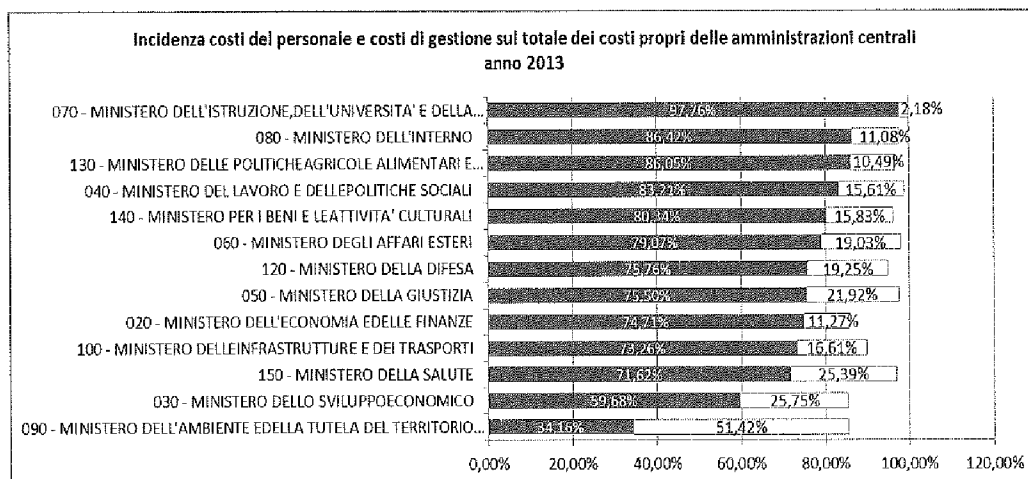 Incidenza costi del personale e costi di gestione sul totale dei costi propri delle amministrazioni centrali
anno 2013
070 - MINISTERO DELL'ISTRUZIONE,DELL'UNIVERSITA' E DELLA... 97,76% 2,18%
080 - MINISTERO DELL'INTERNO 86,42% 11,08%
130 - MINISTERO DELLE POLITICHEAGRICOLE ALIMENTARI E... 86,05% 10,49%
040 - MINISTERO DEL LAVORO E DELLEPOLITICHE SOCIALI 83,21% 15,61%
140 - MINISTERO PER I BENI E LEATTIVITA' CULTURALI 80,34% 15,83%
060 - MINISTERO DEGLI AFFARI ESTERI 79,07% 19,03%
120 - MINISTERO DELLA DIFESA 75,76% 19,25%
050 - MINISTERO DELLA GIUSTIZIA 75,50% 21,92%
020 - MINISTERO DELL'ECONOMIA EDELLE FINANZE 74,71% 11,27%
100 - MINISTERO DELLEINFRASTRUTTURE E DEI TRASPORTI 73,26% 16,61%
150 - MINISTERO DELLA SALUTE 71,62% 25,39%
030 - MINISTERO DELLO SVILUPPOECONOMICO 59,68% 25,75%
090 - MINISTERO DELL'AMBIENTE EDELLA TUTELA DEL TERRITORIO... 34,16% 51,42%
0,00% 20,00% 40,00% 60,00% 80,00% 100,00% 120,00%